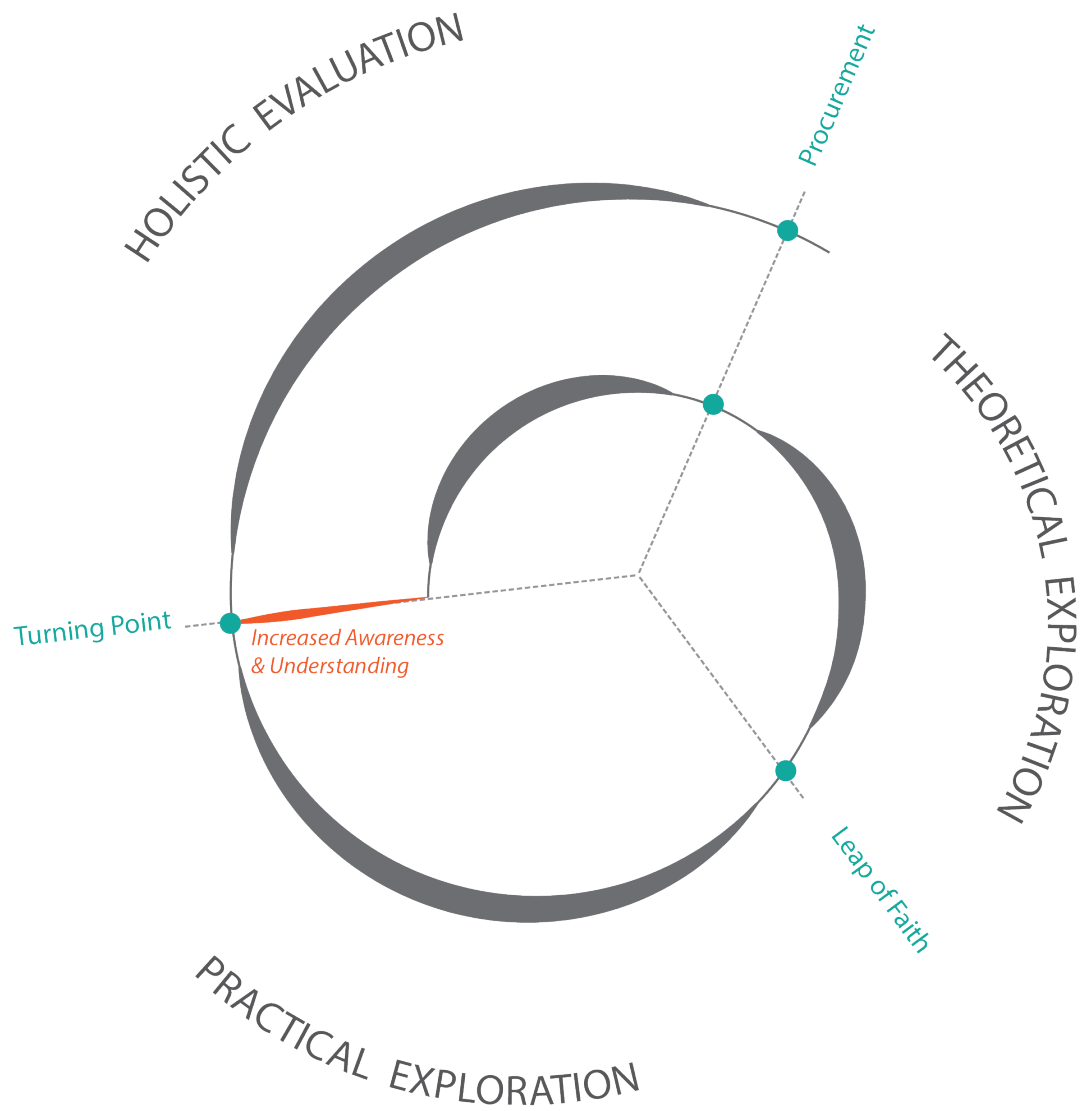 HOLISTIC EVALUATION
Procurement
THEORETICAL EXPLORATION
Turning Point
Increased Awareness
& Understanding
Leap of Faith
PRACTICAL EXPLORATION